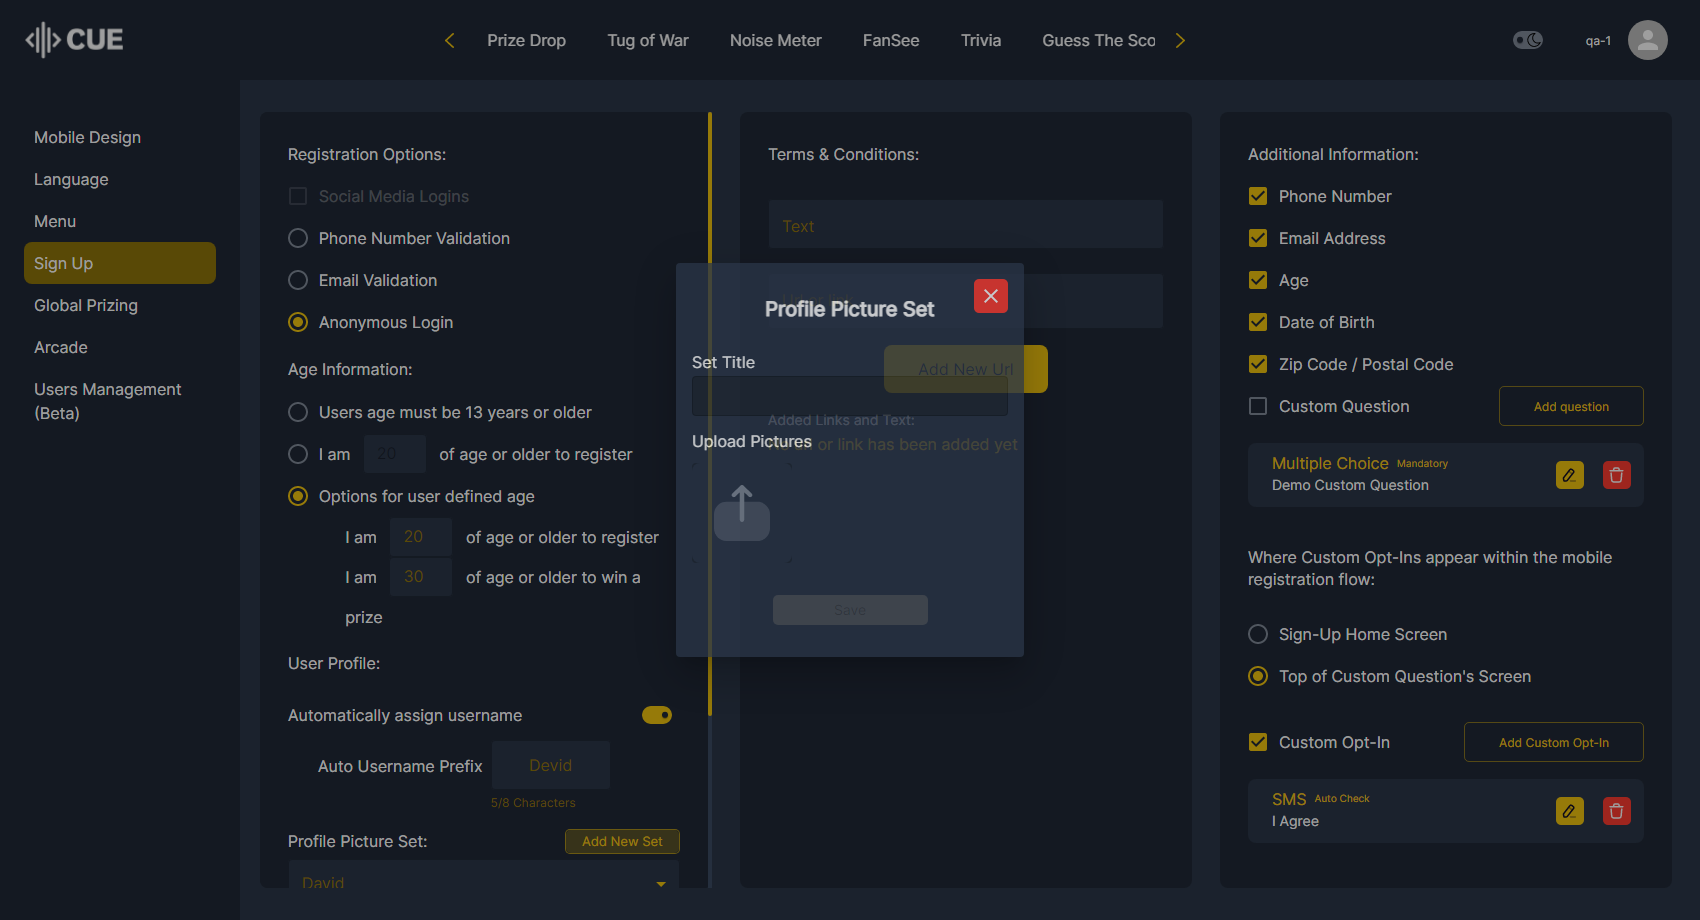 CUE
Prize Drop
Tug of War
Noise Meter
FanSee
Trivia
Guess The Sco
qa-1
Mobile Design
Language
Menu
Sign Up
Global Prizing
Arcade
Users Management
(Beta)
Registration Options:
Social Media Logins
Phone Number Validation
Email Validation
Anonymous Login
Age Information:
Users age must be 13 years or older
I am 20 of age or older to register
Options for user defined age
I am 20 of age or older to register
I am 30 of age or older to win a
prize
User Profile:
Automatically assign username
Auto Username Prefix Devid
5/8 Characters
Profile Picture Set: Add New Set
David
Terms & Conditions:
Text
Add New Url
Added Links and Text:
or link has been added yet
Profile Picture Set
Set Title
Upload Pictures
Save
Additional Information:
Phone Number
Email Address
Age
Date of Birth
Zip Code / Postal Code
Custom Question Add question
Multiple Choice Mandatory
Demo Custom Question
Where Custom Opt-Ins appear within the mobile
registration flow:
Sign-Up Home Screen
Top of Custom Question's Screen
Custom Opt-In Add Custom Opt-In
SMS Auto Check
I Agree